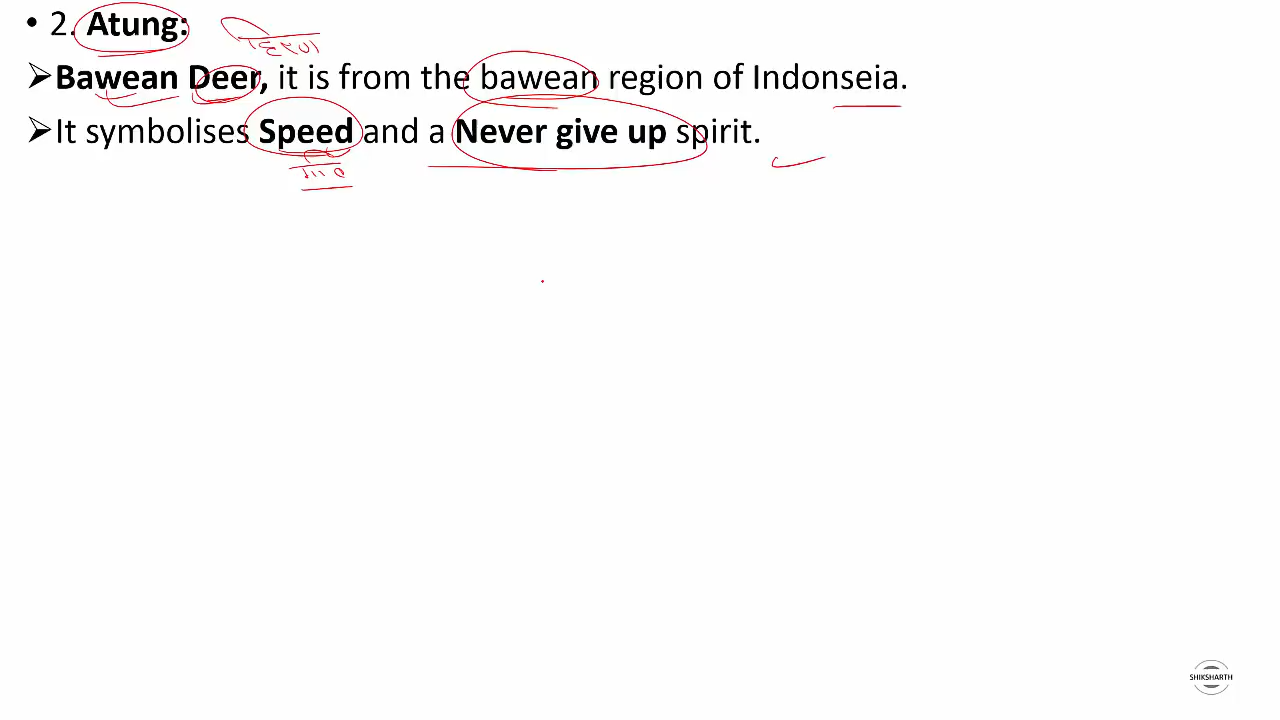 • 2. Atung:
➢Bawean Deer, it is from the bawean region of Indonseia.
➢It symbolises Speed and a Never give up spirit.
SHIKSHARTH